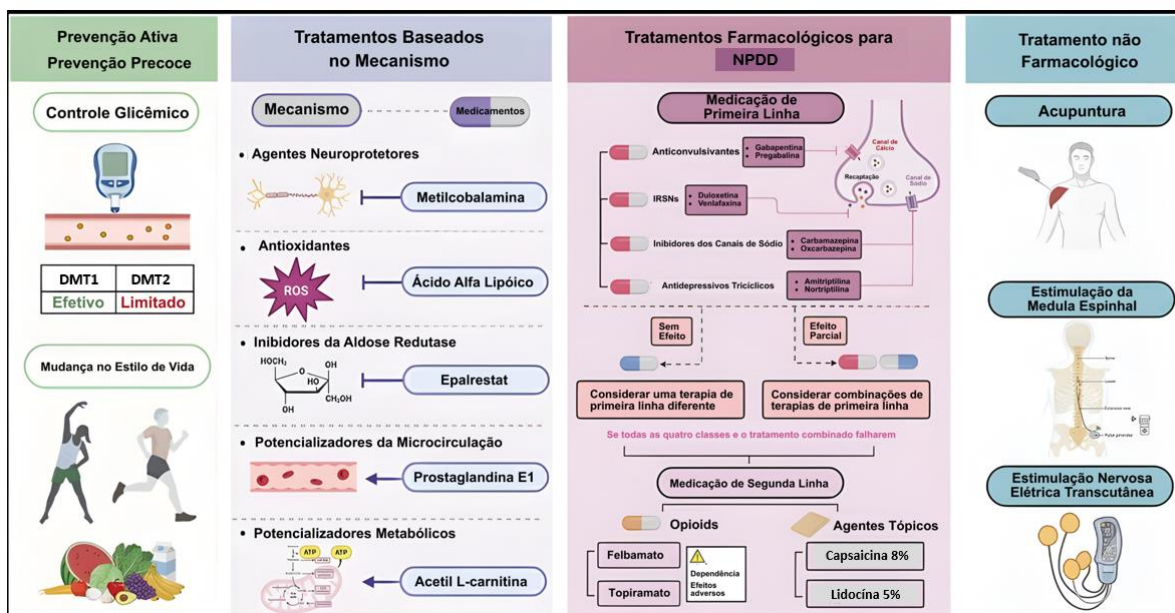 Prevenção Ativa
Prevenção Precoce
Controle Glicêmico
DMT1 DMT2
Efetivo Limitado
Mudança no Estilo de Vida
Tratamentos Baseados
no Mecanismo
Mecanismo
Medicamentos
• Agentes Neuroprotetores
Metilcobalamina
• Antioxidantes
ROS
Ácido Alfa Lipóico
• Inibidores da Aldose Redutase
HOCH₂
O
OH
HO
CH₂OH
OH
Epalrestat
• Potencializadores da Microcirculação
Prostaglandina E1
• Potencializadores Metabólicos
ATP
ATP
Acetil L-carnitina
Tratamentos Farmacológicos para
NPDD
Medicação de
Primeira Linha
Anticonvulsivantes
• Gabapentina
• Pregabalina
IRSNs
• Duloxetina
• Venlafaxina
Inibidores dos Canais de Sódio
• Carbamazepina
• Oxcarbazepina
Antidepressivos Tricíclicos
• Amitriptilina
• Nortriptilina
Canal de
Cálcio
Recaptação
Canal de
Sódio
Sem
Efeito
Efeito
Parcial
Considerar uma terapia de
primeira linha diferente
Considerar combinações de
terapias de primeira linha
Se todas as quatro classes e o tratamento combinado falharem
Medicação de Segunda Linha
Opioids
Felbamato
Topiramato
Dependência
Efeitos
adversos
Agentes Tópicos
Capsaicina 8%
Lidocína 5%
Tratamento não
Farmacológico
Acupuntura
Estimulação da
Medula Espinhal
Estimulação Nervosa
Elétrica Transcutânea